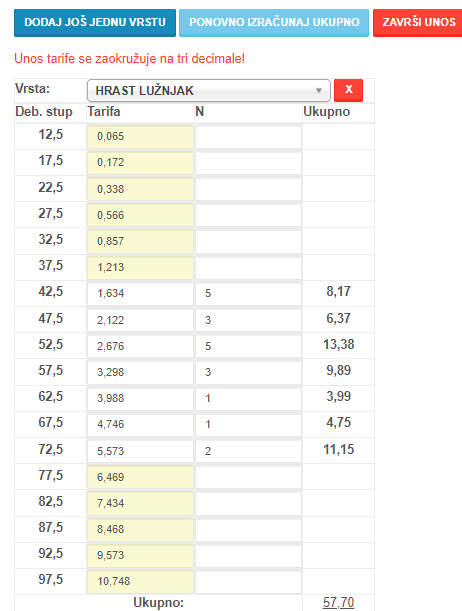 DODAJ JOŠ JEDNU VRSTU PONOVNO IZRAČUNAJ UKUPNO ZAVRŠI UNOS
Unos tarife se zaokružuje na tri decimale!
Vrsta: HRAST LUŽNJAK X
Deb. stup Tarifa N Ukupno
12,5 0,065
17,5 0,172
22,5 0,338
27,5 0,566
32,5 0,857
37,5 1,213
42,5 1,634 5 8,17
47,5 2,122 3 6,37
52,5 2,676 5 13,38
57,5 3,298 3 9,89
62,5 3,988 1 3,99
67,5 4,746 1 4,75
72,5 5,573 2 11,15
77,5 6,469
82,5 7,434
87,5 8,468
92,5 9,573
97,5 10,748
Ukupno: 57,70